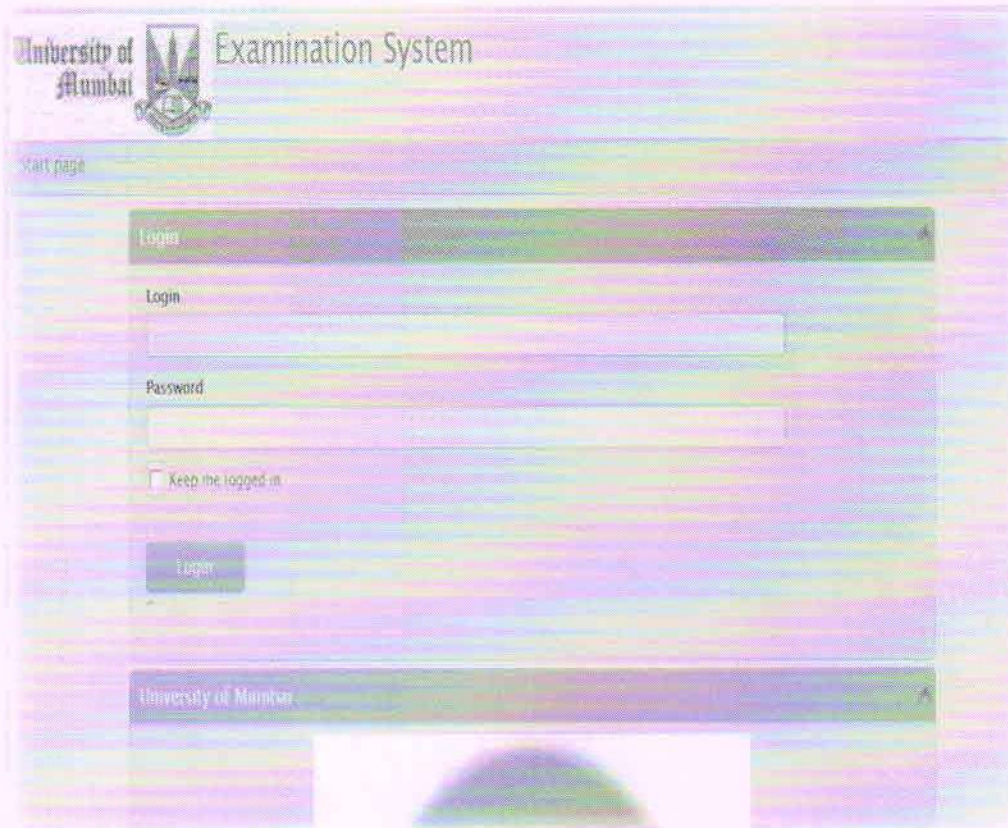 University of
Mumbai
Examination System
Start page
Login
Login
Password
Keep me logged in
Login
University of Mumbai